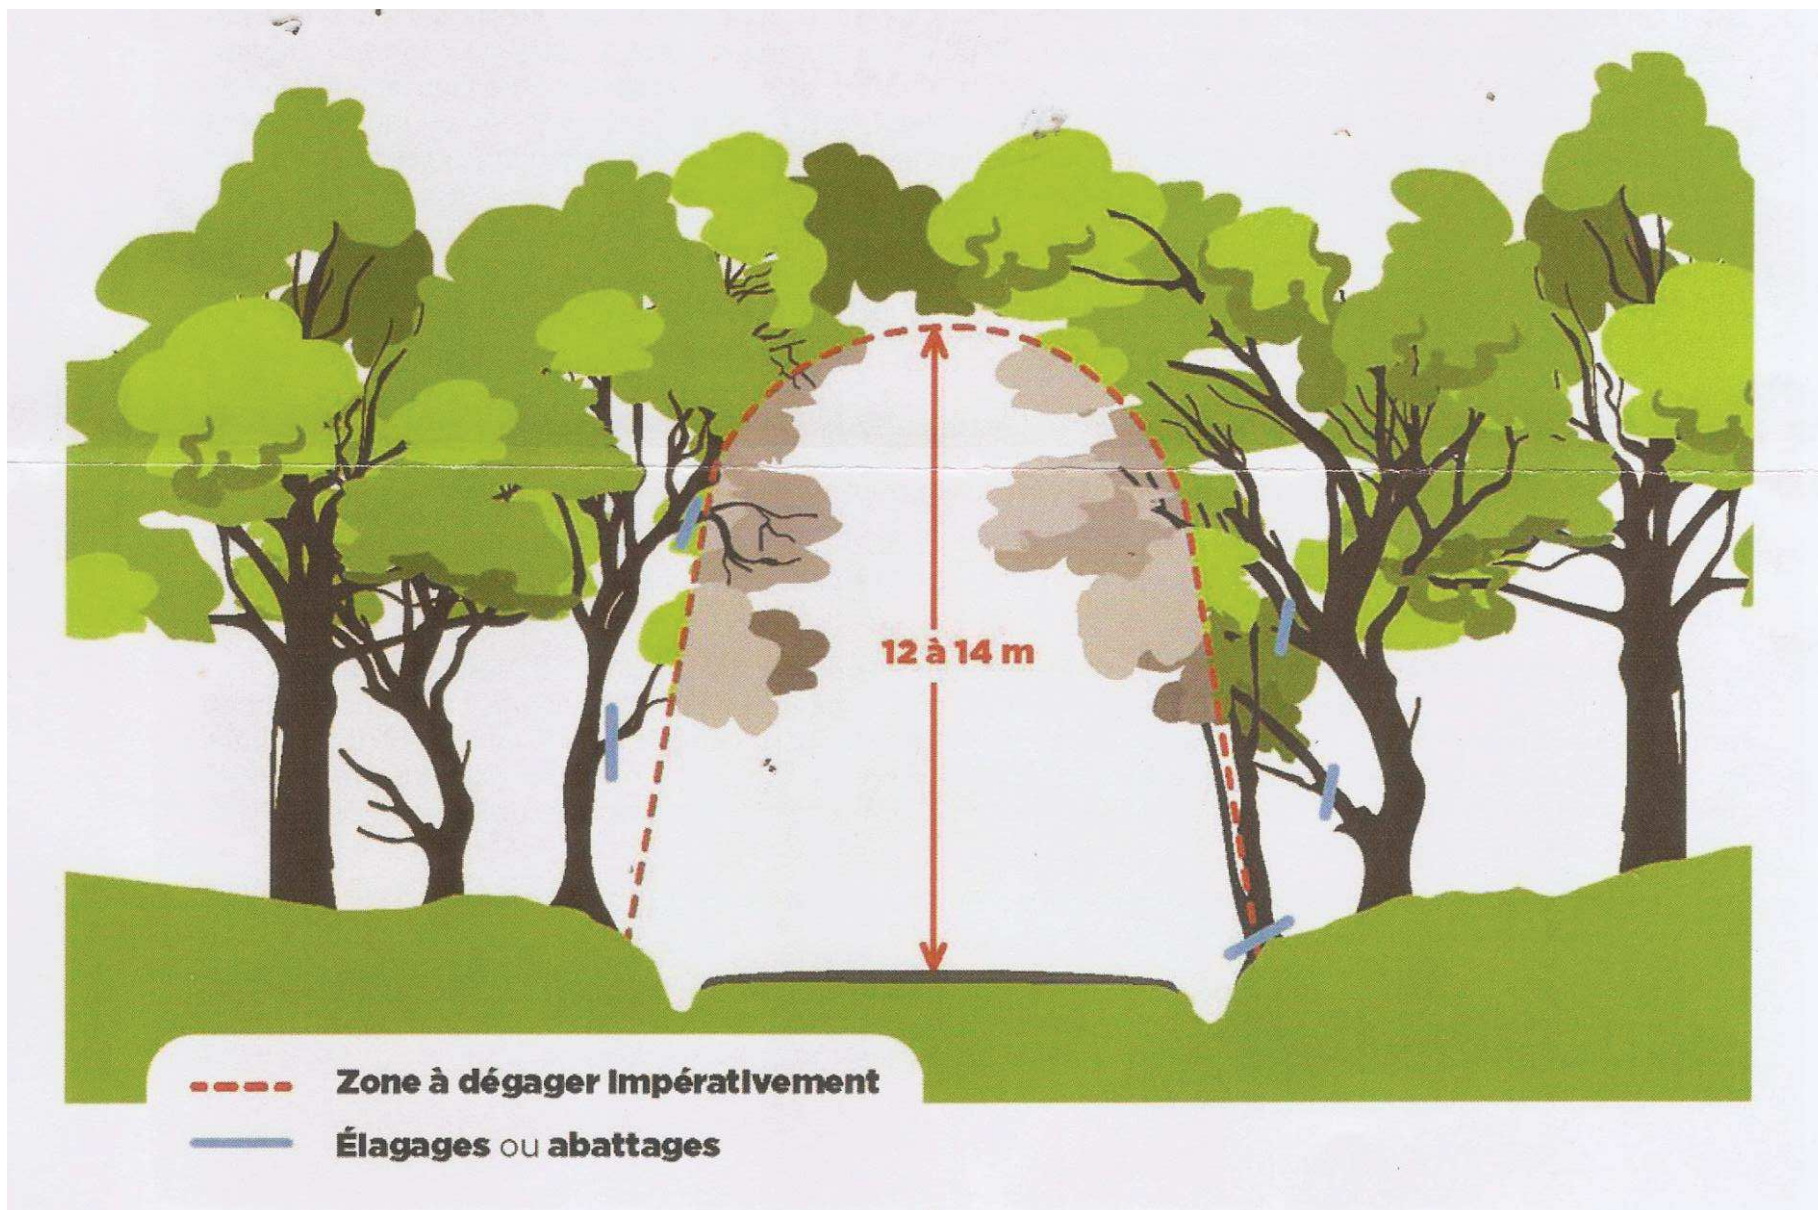 12 à 14 m
Zone à dégager impérativement
Élagages ou abattages